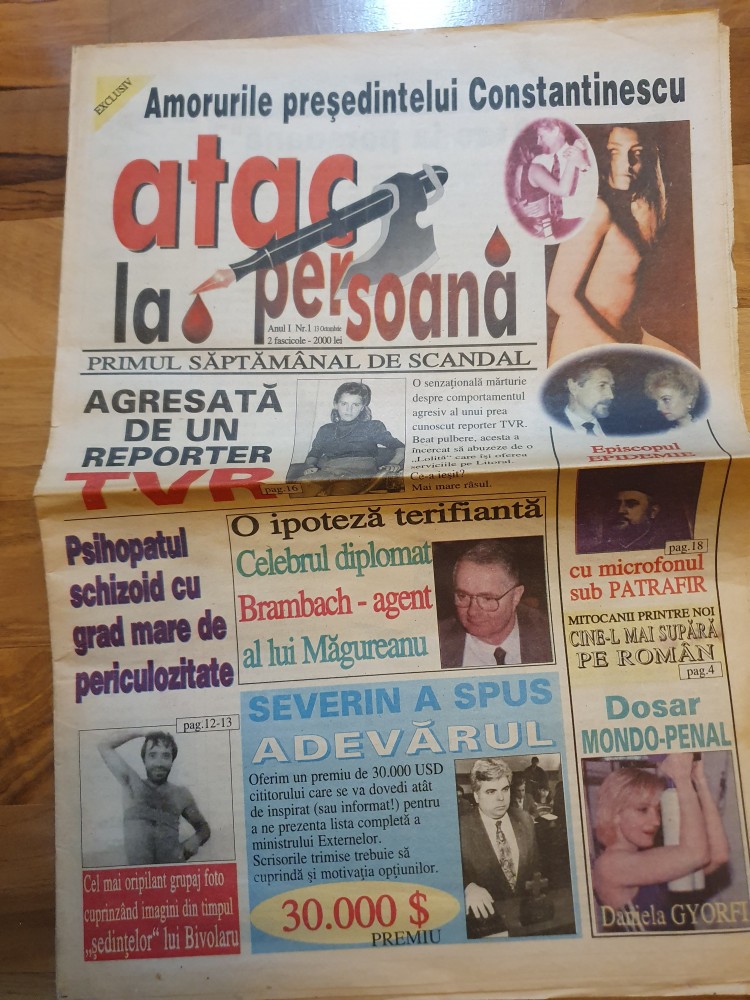 EXCLUSIV
Amorurile preşedintelui Constantinescu
atac
la persoană
Anul I Nr.1 13 Octombrie
2 fascicole - 2000 lei
PRIMUL SĂPTĂMÂNAL DE SCANDAL
AGRESATĂ
DE UN
REPORTER
TVR
pag.16
O senzaţională mărturie
despre comportamentul
agresiv al unui prea
cunoscut reporter TVR.
Beat pulbere, acesta a
încercat să abuzeze de o
„Lolită" care îşi oferea
serviciile pe Litoral.
Ce-a ieşit?
Mai mare râsul.
Episcopul
EPIDEMIE
pag.18
cu microfonul
sub PATRAFIR
Psihopatul
schizoid cu
grad mare de
periculozitate
pag.12-13
O ipoteză terifiantă
Celebrul diplomat
Brambach - agent
al lui Măgureanu
MITOCANII PRINTRE NOI
CINE-L MAI SUPĂRĂ
PE ROMÂN
pag.4
Cel mai oripilant grupaj foto
cuprinzând imagini din timpul
„şedinţelor" lui Bivolaru
SEVERIN A SPUS
ADEVĂRUL
Oferim un premiu de 30.000 USD
cititorului care se va dovedi atât
de inspirat (sau informat!) pentru
a ne prezenta lista completă a
ministrului Externelor.
Scrisorile trimise trebuie să
cuprindă şi motivaţia opţiunilor.
30.000 $
PREMIU
Dosar
MONDO-PENAL
Daniela GYORFI